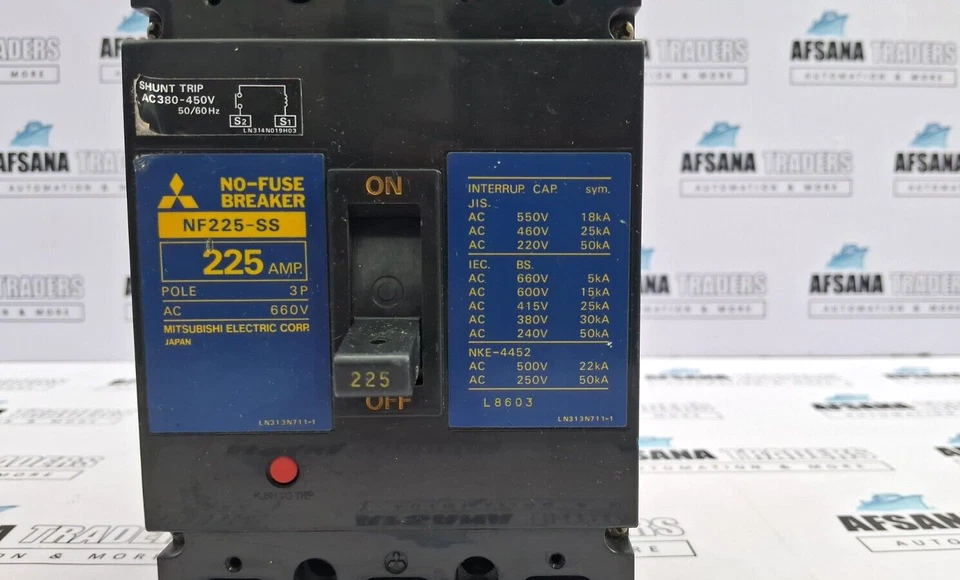 SHUNT TRIP
AC380-450V
50/60Hz
S2 S1
LN314N019H03
NO-FUSE
BREAKER
NF225-SS
225 AMP.
POLE 3P
AC 660V
MITSUBISHI ELECTRIC CORP.
JAPAN
LN313N711-1
ON
225
OFF
INTERRUP. CAP. sym.
JIS.
AC 550V 18kA
AC 460V 25kA
AC 220V 50kA
IEC. BS.
AC 660V 5kA
AC 600V 15kA
AC 415V 25kA
AC 380V 30kA
AC 240V 50kA
NKE-4452
AC 500V 22kA
AC 250V 50kA
L8603
LN313N711-1
PUSH TO TRIP
AFSANA TRADERS
AUTOMATION & MORE